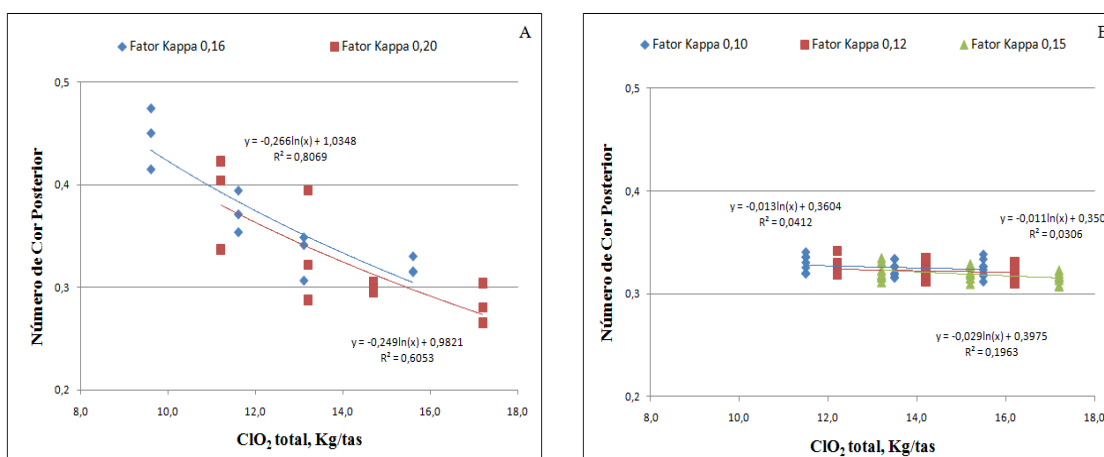 A
Fator Kappa 0,16 Fator Kappa 0,20
0,5
0,4
0,3
0,2
Número de Cor Posterior
y = -0,266ln(x) + 1,0348
R² = 0,8069
y = -0,249ln(x) + 0,9821
R² = 0,6053
8,0 10,0 12,0 14,0 16,0 18,0
ClO₂ total, Kg/tas
Fator Kappa 0,10 Fator Kappa 0,12 Fator Kappa 0,15
0,5
0,4
0,3
0,2
Número de Cor Posterior
y = -0,013ln(x) + 0,3604
R² = 0,0412
y = -0,011ln(x) + 0,350
R² = 0,0306
y = -0,029ln(x) + 0,3975
R² = 0,1963
8,0 10,0 12,0 14,0 16,0 18,0
ClO₂ total, Kg/tas